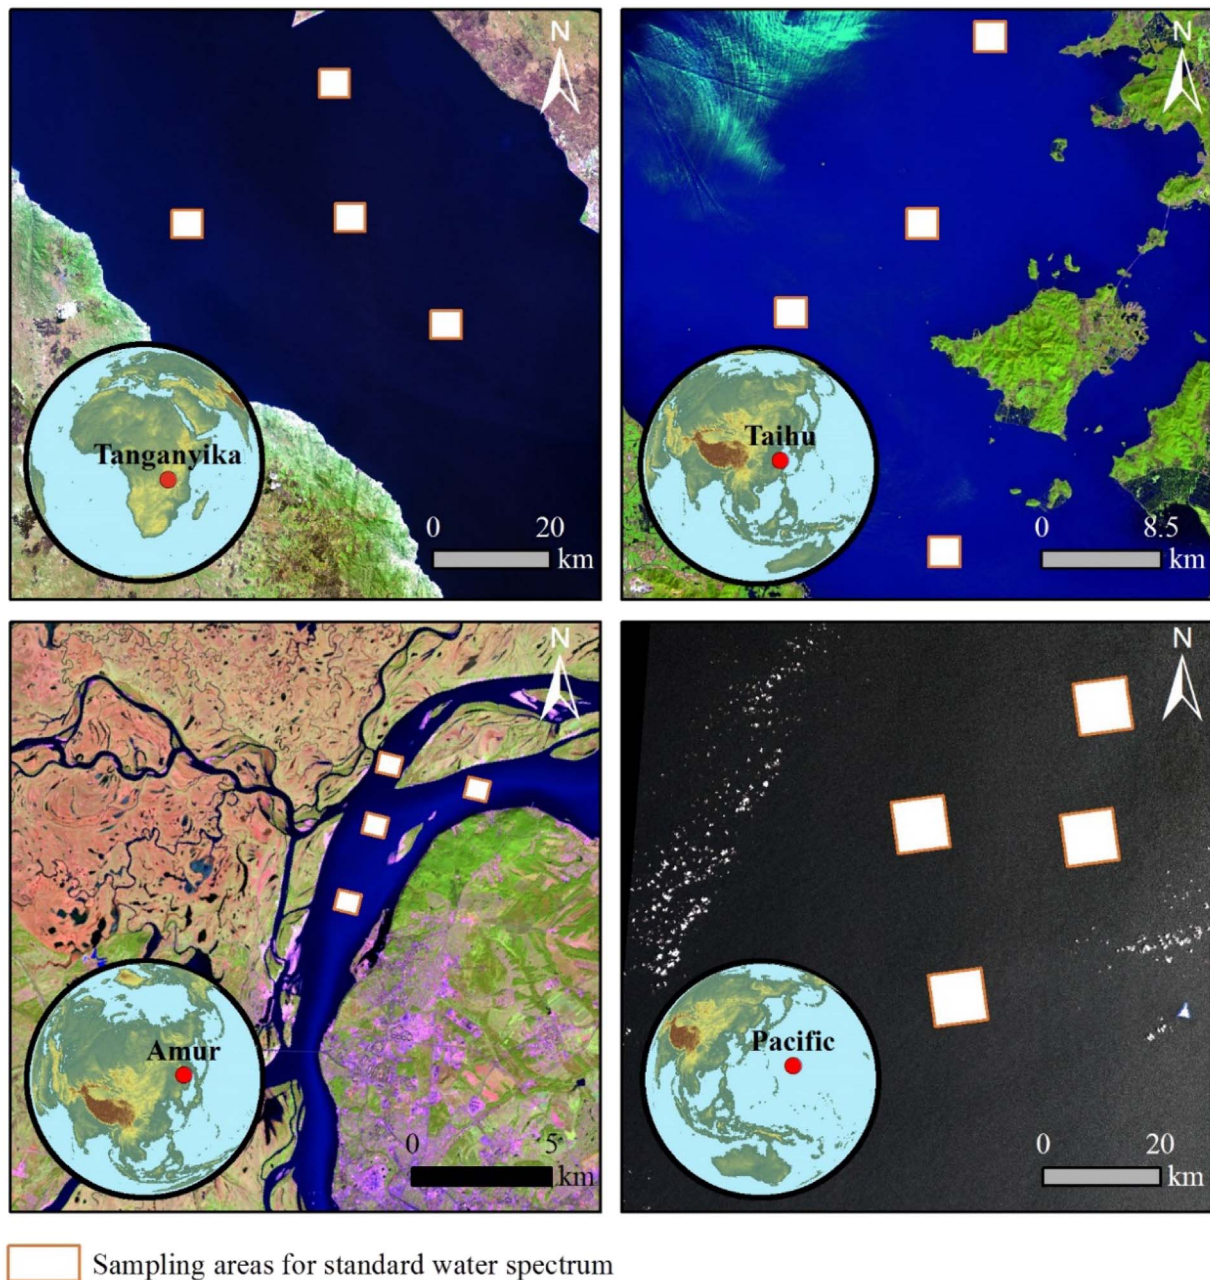 N
Tanganyika
0 20
km
N
Taihu
0 8.5
km
N
Amur
0 5
km
N
Pacific
0 20
km
Sampling areas for standard water spectrum